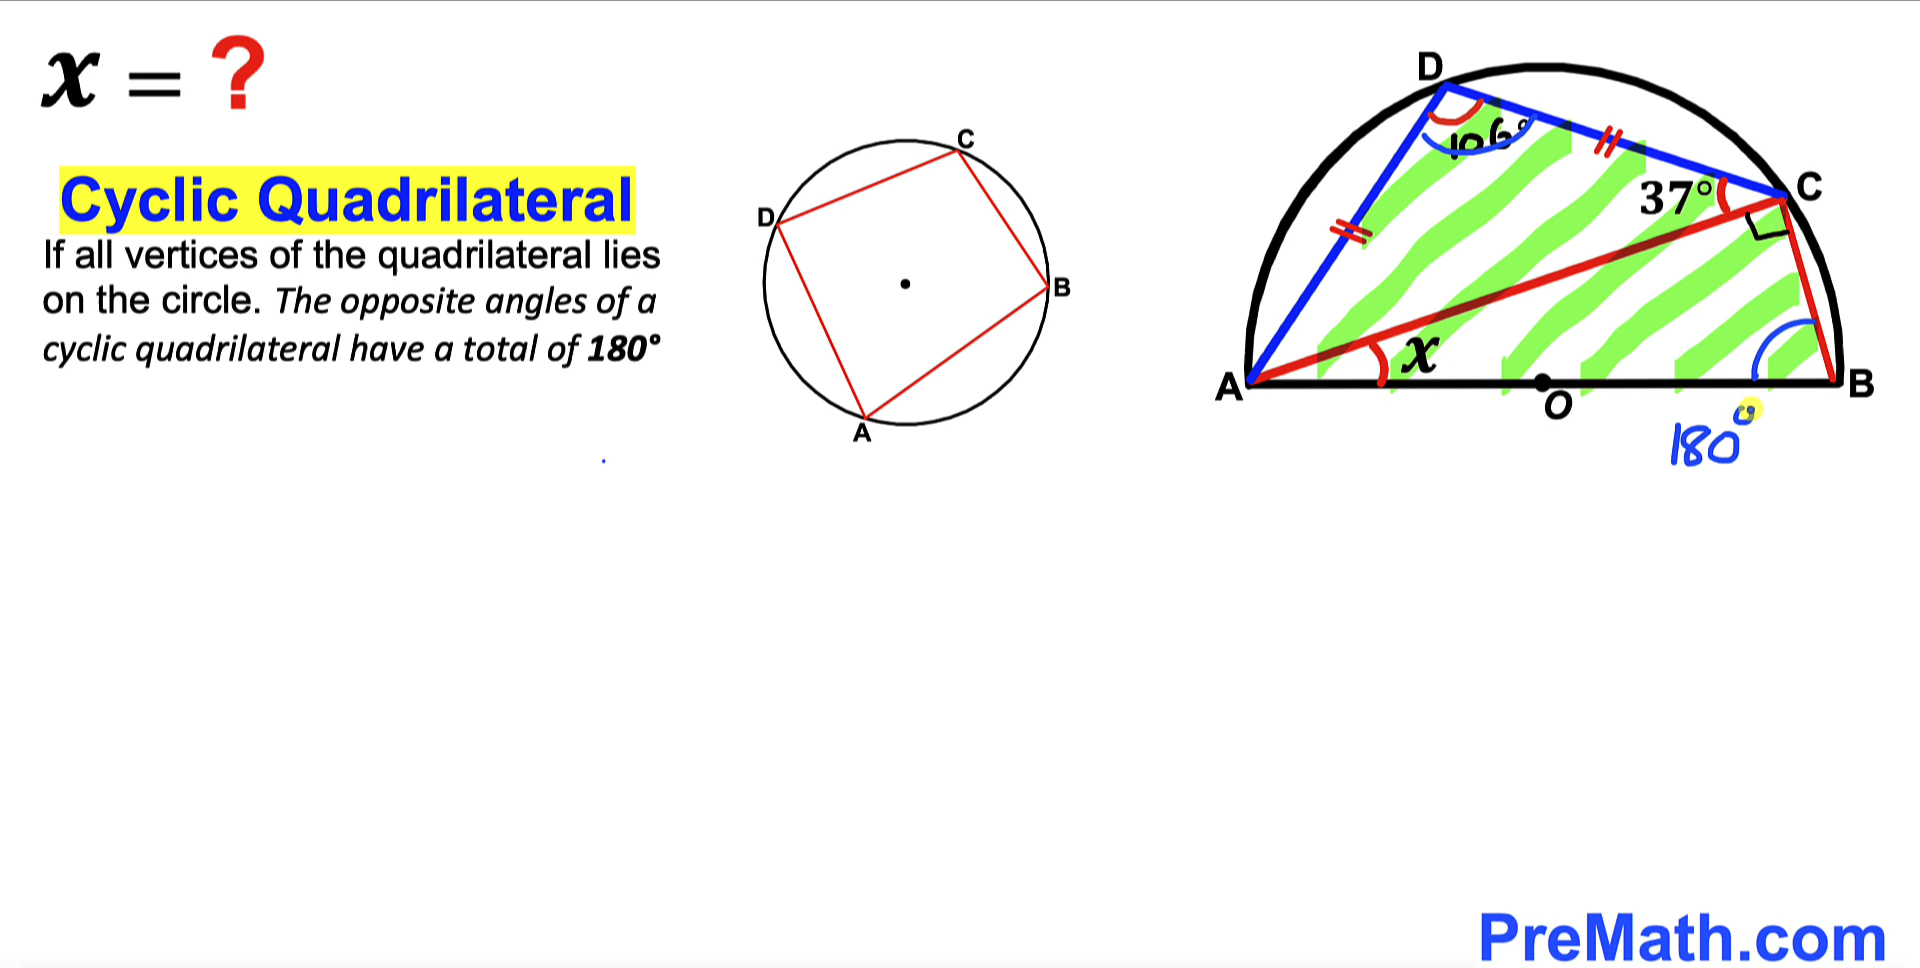 x = ?
Cyclic Quadrilateral
If all vertices of the quadrilateral lies
on the circle. The opposite angles of a
cyclic quadrilateral have a total of 180°
C
D
B
A
D
106°
37°
C
x
A
O
B
180°
PreMath.com